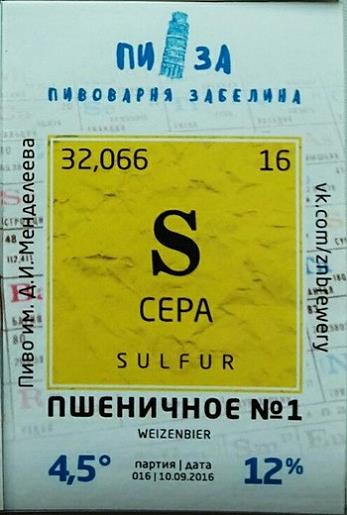 ПИ ЗА
ПИВОВАРНЯ ЗАБЕЛИНА
32,066 16
S
СЕРА
SULFUR
Пиво им. Д.И. Менделеева
vk.com/znbrewery
ПШЕНИЧНОЕ №1
WEIZENBIER
4,5° партия | дата 12%
016 | 10.09.2016